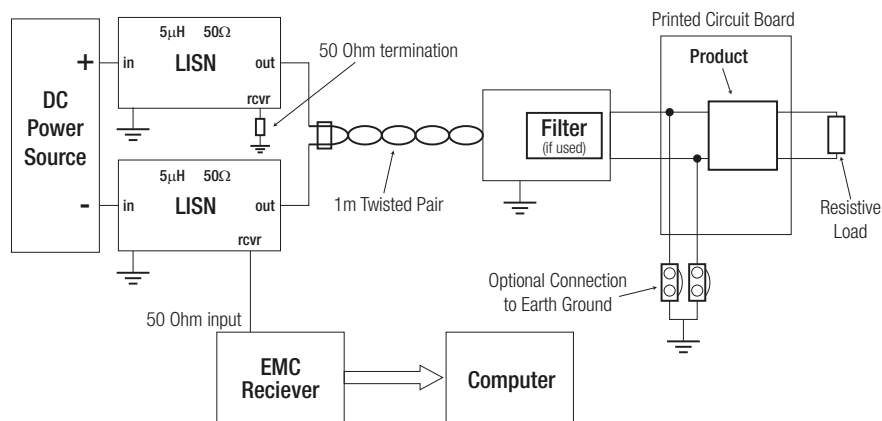 Printed Circuit Board
5μH 50Ω
LISN
in
out
rcvr
50 Ohm termination
+
DC
Power
Source
-
Product
Filter
(if used)
5μH 50Ω
LISN
in
out
rcvr
1m Twisted Pair
Resistive
Load
Optional Connection
to Earth Ground
50 Ohm input
EMC
Reciever
Computer